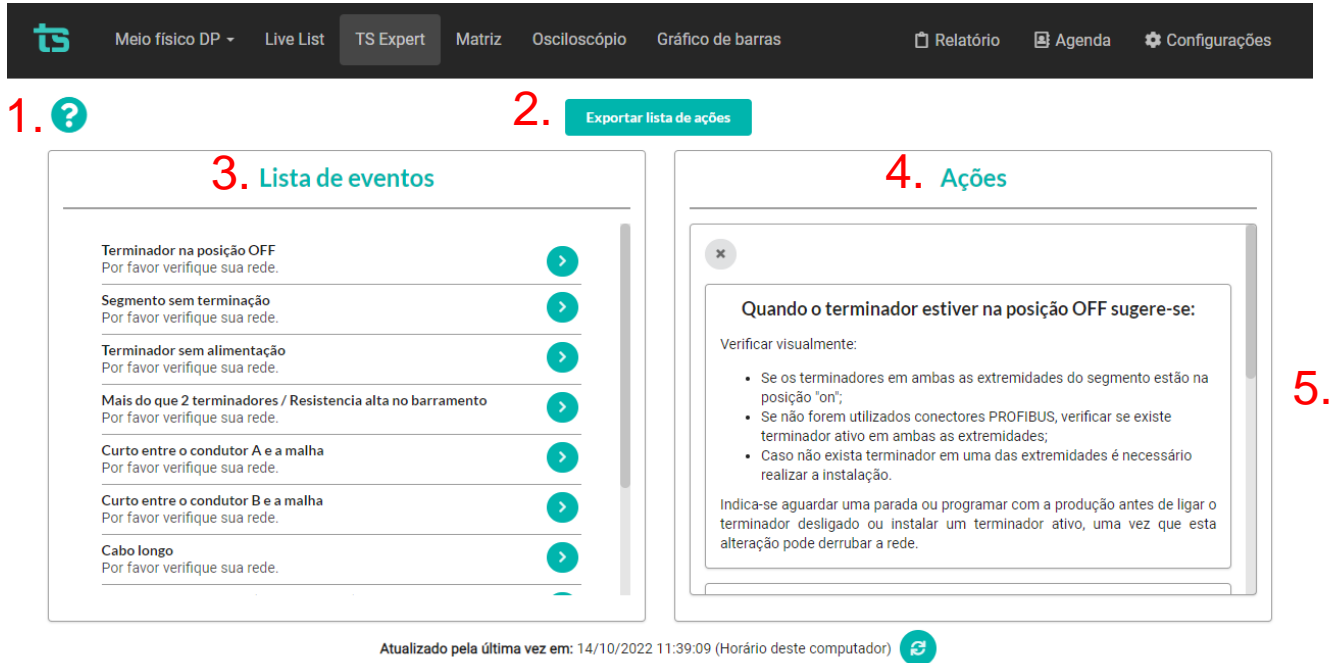 ts Meio físico DP Live List TS Expert Matriz Osciloscópio Gráfico de barras Relatório Agenda Configurações
1. ?
2. Exportar lista de ações
3. Lista de eventos
Terminador na posição OFF
Por favor verifique sua rede.
Segmento sem terminação
Por favor verifique sua rede.
Terminador sem alimentação
Por favor verifique sua rede.
Mais do que 2 terminadores / Resistencia alta no barramento
Por favor verifique sua rede.
Curto entre o condutor A e a malha
Por favor verifique sua rede.
Curto entre o condutor B e a malha
Por favor verifique sua rede.
Cabo longo
Por favor verifique sua rede.
4. Ações
Quando o terminador estiver na posição OFF sugere-se:
Verificar visualmente:
• Se os terminadores em ambas as extremidades do segmento estão na
posição "on";
• Se não forem utilizados conectores PROFIBUS, verificar se existe
terminador ativo em ambas as extremidades;
• Caso não exista terminador em uma das extremidades é necessário
realizar a instalação.
Indica-se aguardar uma parada ou programar com a produção antes de ligar o
terminador desligado ou instalar um terminador ativo, uma vez que esta
alteração pode derrubar a rede.
5.
Atualizado pela última vez em: 14/10/2022 11:39:09 (Horário deste computador)